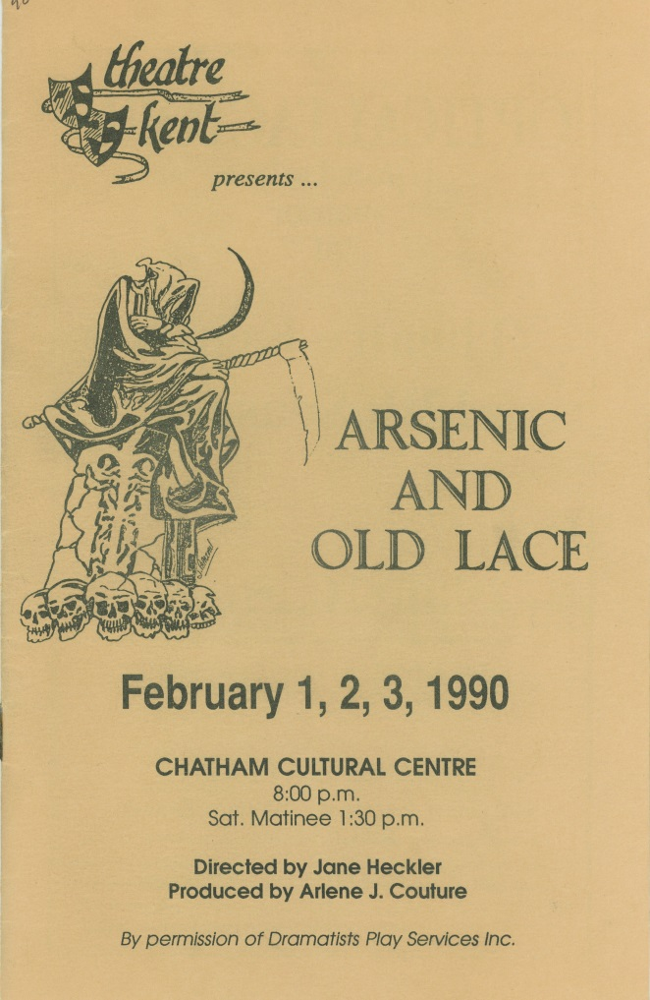 theatre
kent
presents ...
ARSENIC
AND
OLD LACE
February 1, 2, 3, 1990
CHATHAM CULTURAL CENTRE
8:00 p.m.
Sat. Matinee 1:30 p.m.
Directed by Jane Heckler
Produced by Arlene J. Couture
By permission of Dramatists Play Services Inc.